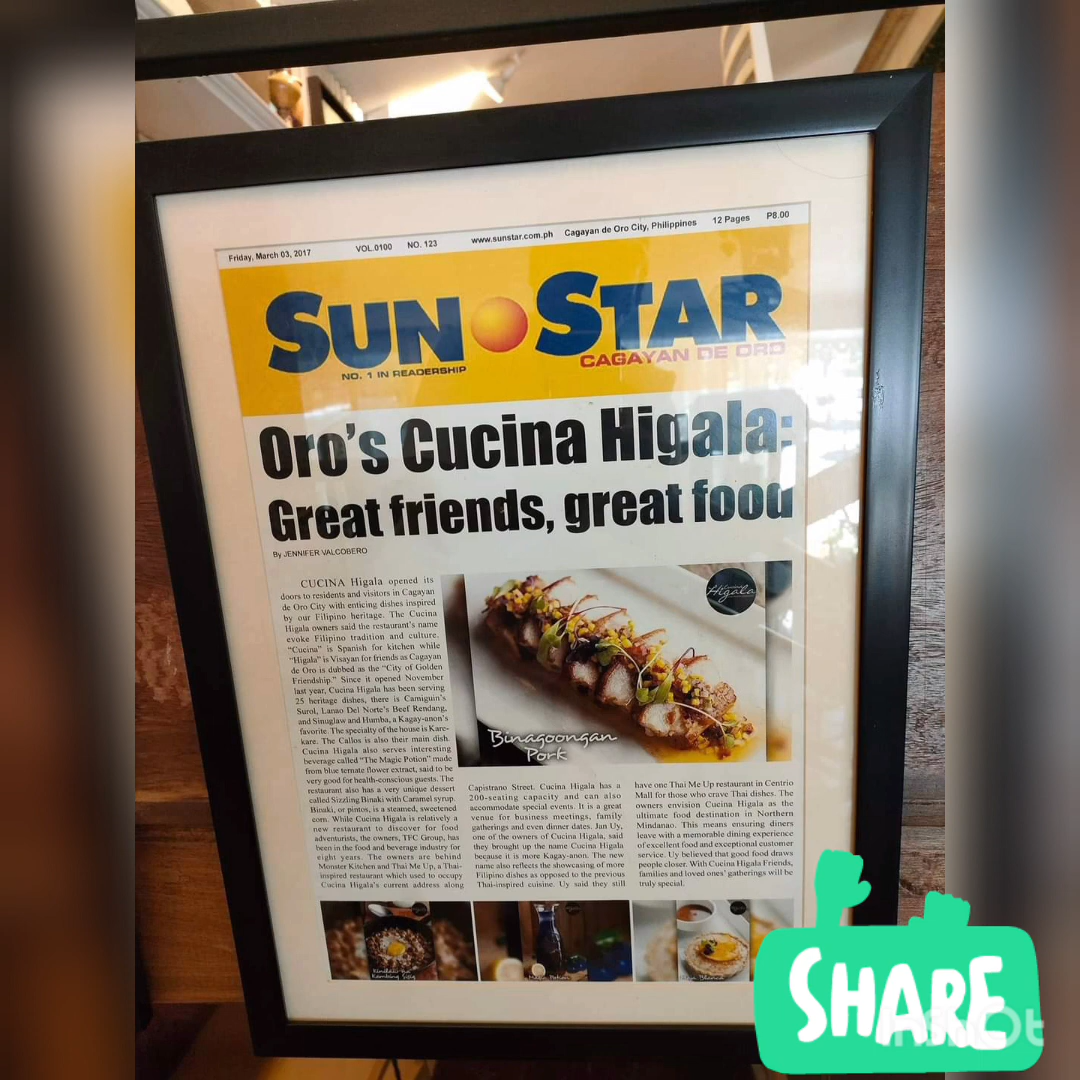 Friday, March 03, 2017 VOL.0100 NO. 123 www.sunstar.com.ph Cagayan de Oro City, Philippines 12 Pages P8.00
SUN STAR
NO. 1 IN READERSHIP CAGAYAN DE ORO
Oro's Cucina Higala:
Great friends, great food
By JENNIFER VALCOBERO
CUCINA Higala opened its
doors to residents and visitors in Cagayan
de Oro City with enticing dishes inspired
by our Filipino heritage. The Cucina
Higala owners said the restaurant's name
evoke Filipino tradition and culture.
"Cucina" is Spanish for kitchen while
"Higala" is Visayan for friends as Cagayan
de Oro is dubbed as the "City of Golden
Friendship." Since it opened November
last year, Cucina Higala has been serving
25 heritage dishes, there is Camiguin's
Surol, Lanao Del Norte's Beef Rendang,
and Sinuglaw and Humba, a Kagay-anon's
favorite. The specialty of the house is Kare-
kare. The Callos is also their main dish.
Cucina Higala also serves interesting
beverage called "The Magic Potion" made
from blue ternate flower extract, said to be
very good for health-conscious guests. The
restaurant also has a very unique dessert
called Sizzling Binaki with Caramel syrup.
Binaki, or pintos, is a steamed, sweetened
corn. While Cucina Higala is relatively a
new restaurant to discover for food
adventurists, the owners, TFC Group, has
been in the food and beverage industry for
eight years. The owners are behind
Monster Kitchen and Thai Me Up, a Thai-
inspired restaurant which used to occupy
Cucina Higala's current address along
Cucina
Higala
Binagoongan
Pork
Capistrano Street. Cucina Higala has a
200-seating capacity and can also
accommodate special events. It is a great
venue for business meetings, family
gatherings and even dinner dates. Jan Uy,
one of the owners of Cucina Higala, said
they brought up the name Cucina Higala
because it is more Kagay-anon. The new
name also reflects the showcasing of more
Filipino dishes as opposed to the previous
Thai-inspired cuisine. Uy said they still
have one Thai Me Up restaurant in Centrio
Mall for those who crave Thai dishes. The
owners envision Cucina Higala as the
ultimate food destination in Northern
Mindanao. This means ensuring diners
leave with a memorable dining experience
of excellent food and exceptional customer
service. Uy believed that good food draws
people closer. With Cucina Higala Friends,
families and loved ones' gatherings will be
truly special.
Kambing Sisig
Magic Potion
SHARE
InShot